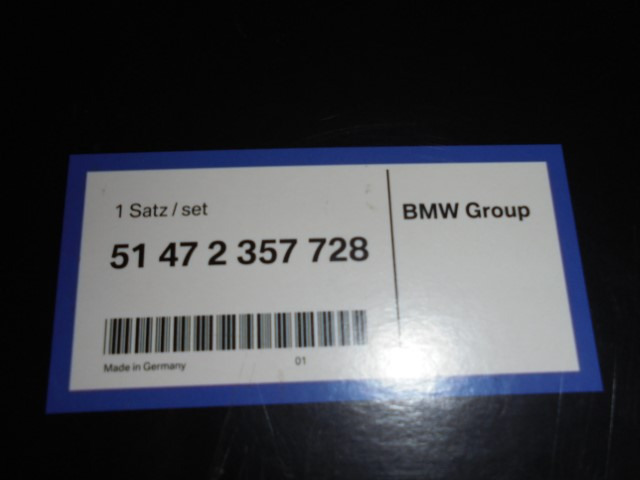 1 Satz / set
BMW Group
51 47 2 357 728
Made in Germany
01